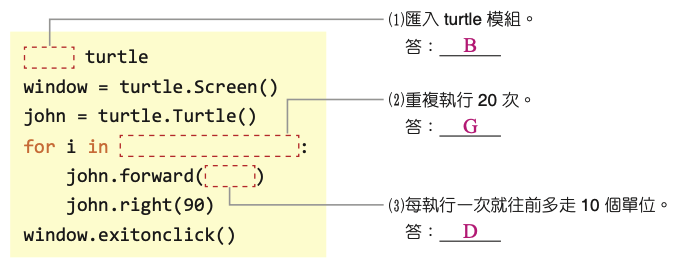 turtle
window = turtle.Screen()
john = turtle.Turtle()
for i in :
john.forward( )
john.right(90)
window.exitonclick()
⑴匯入 turtle 模組。
答：B
⑵重複執行 20 次。
答：G
⑶每執行一次就往前多走 10 個單位。
答：D